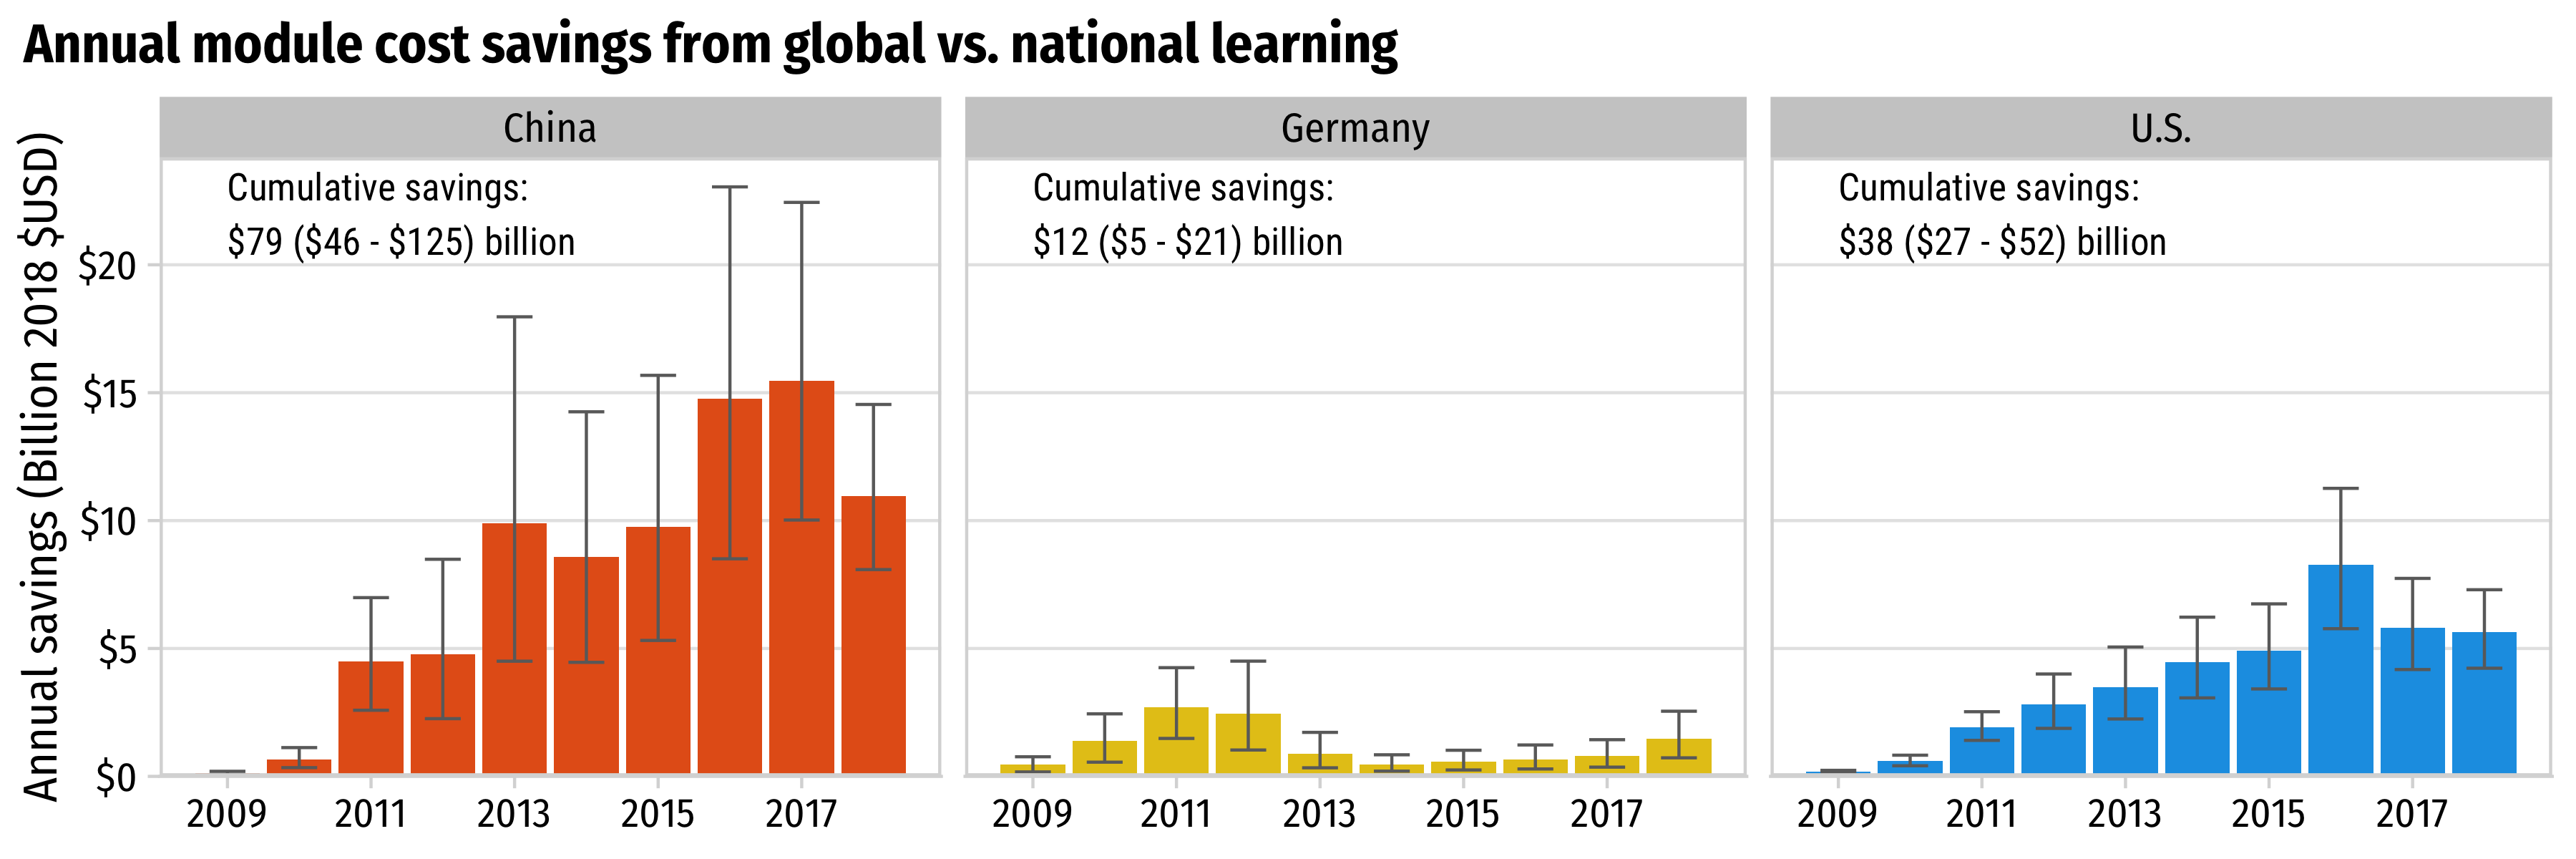 Annual module cost savings from global vs. national learning
Annual savings (Billion 2018 $USD)
China
Cumulative savings:
$79 ($46 - $125) billion
Germany
Cumulative savings:
$12 ($5 - $21) billion
U.S.
Cumulative savings:
$38 ($27 - $52) billion
$20
$15
$10
$5
$0
2009 2011 2013 2015 2017
2009 2011 2013 2015 2017
2009 2011 2013 2015 2017